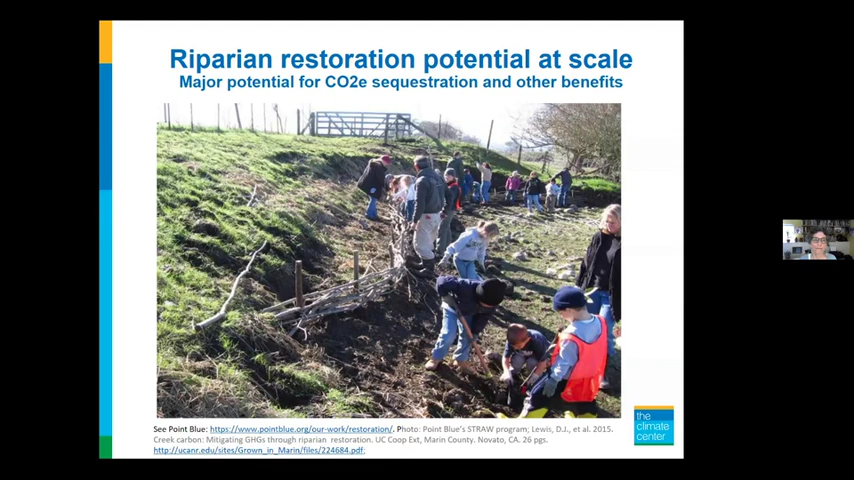 Riparian restoration potential at scale
Major potential for CO2e sequestration and other benefits
See Point Blue: https://www.pointblue.org/our-work/restoration/. Photo: Point Blue's STRAW program; Lewis, D.J., et al. 2015.
Creek carbon: Mitigating GHGs through riparian restoration. UC Coop Ext, Marin County. Novato, CA. 26 pgs.
http://ucanr.edu/sites/Grown_in_Marin/files/224684.pdf;
the
climate
center